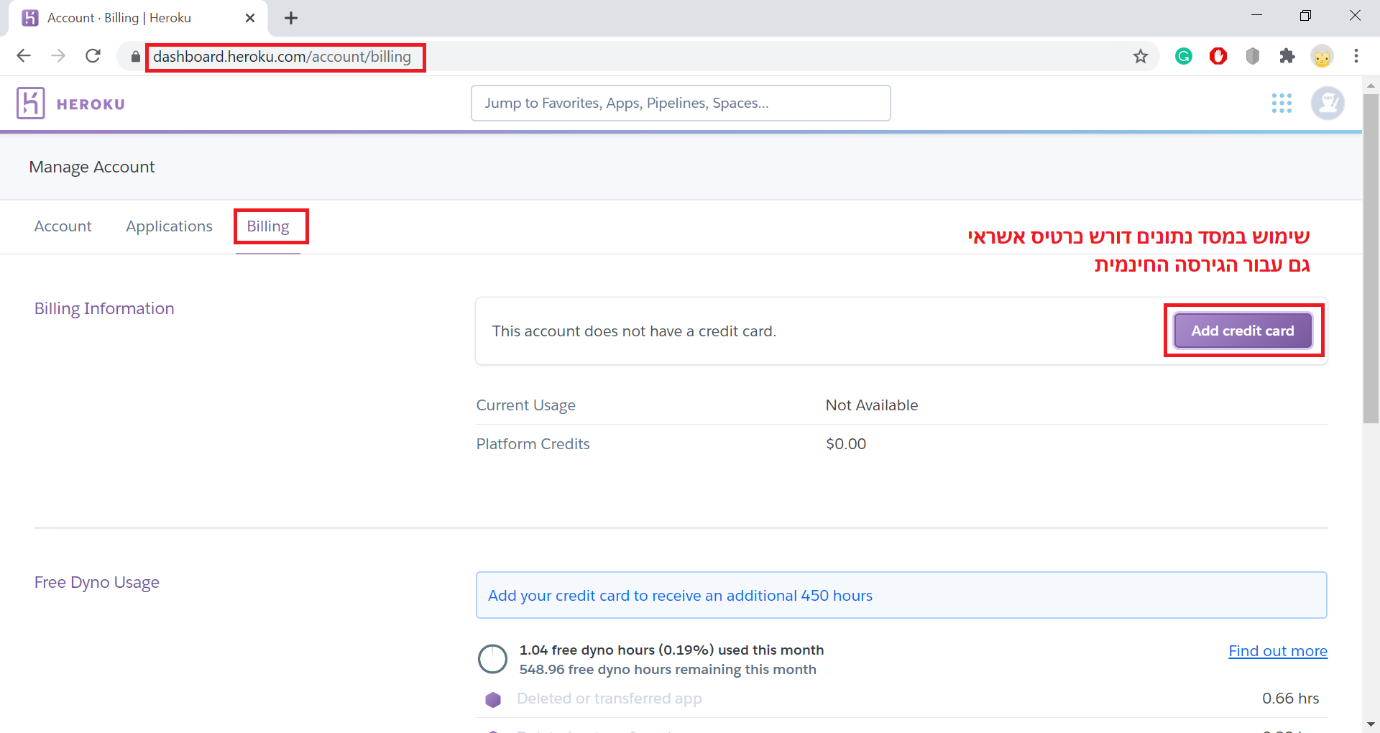 Account · Billing | Heroku
dashboard.heroku.com/account/billing
HEROKU
Jump to Favorites, Apps, Pipelines, Spaces...
Manage Account
Account
Applications
Billing
שימוש במסד נתונים דורש כרטיס אשראי
גם עבור הגירסה החינמית
Billing Information
This account does not have a credit card.
Add credit card
Current Usage
Not Available
Platform Credits
$0.00
Free Dyno Usage
Add your credit card to receive an additional 450 hours
1.04 free dyno hours (0.19%) used this month
548.96 free dyno hours remaining this month
Find out more
Deleted or transferred app
0.66 hrs